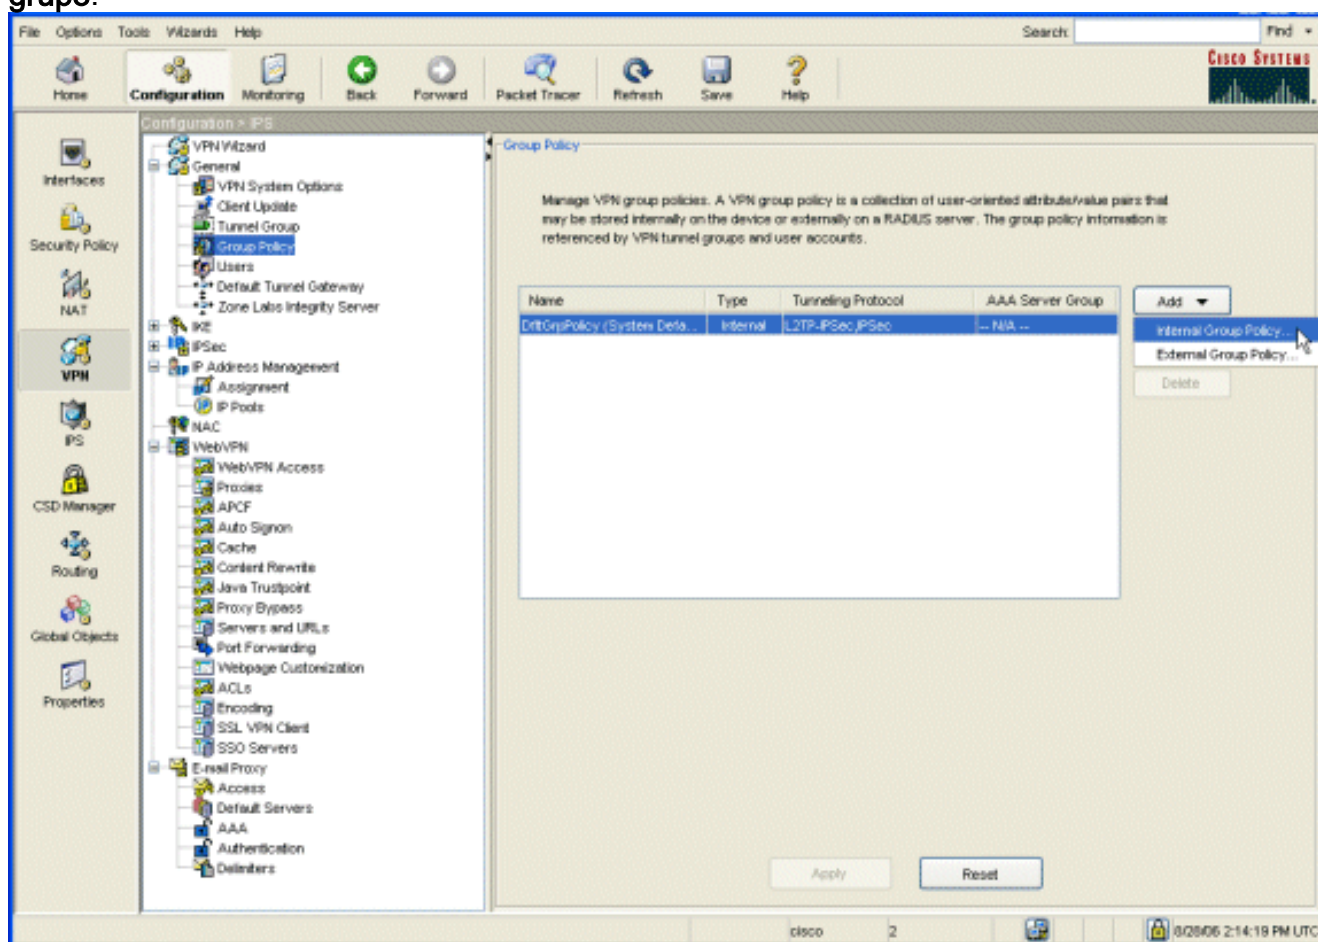 grupo.
File Options Tools Wizards Help Search: Find
Home Configuration Monitoring Back Forward Packet Tracer Refresh Save Help
CISCO SYSTEMS
Configuration > IPS
Interfaces
Security Policy
NAT
VPN
IPS
CSD Manager
Routing
Global Objects
Properties
VPN Wizard
General
VPN System Options
Client Update
Tunnel Group
Group Policy
Users
Default Tunnel Gateway
Zone Labs Integrity Server
IKE
IPSec
IP Address Management
Assignment
IP Pools
NAC
WebVPN
WebVPN Access
Proxies
APCF
Auto Signon
Cache
Content Rewrite
Java Trustpoint
Proxy Bypass
Servers and URLs
Port Forwarding
Webpage Customization
ACLs
Encoding
SSL VPN Client
SSO Servers
E-mail Proxy
Access
Default Servers
AAA
Authentication
Delimiters
Group Policy
Manage VPN group policies. A VPN group policy is a collection of user-oriented attribute/value pairs that
may be stored internally on the device or externally on a RADIUS server. The group policy information is
referenced by VPN tunnel groups and user accounts.
Name Type Tunneling Protocol AAA Server Group
DfltGrpPolicy (System Defa... Internal L2TP-IPSec,IPSec -- N/A --
Add
Internal Group Policy...
External Group Policy...
Delete
Apply Reset
cisco 2 8/28/06 2:14:19 PM UTC